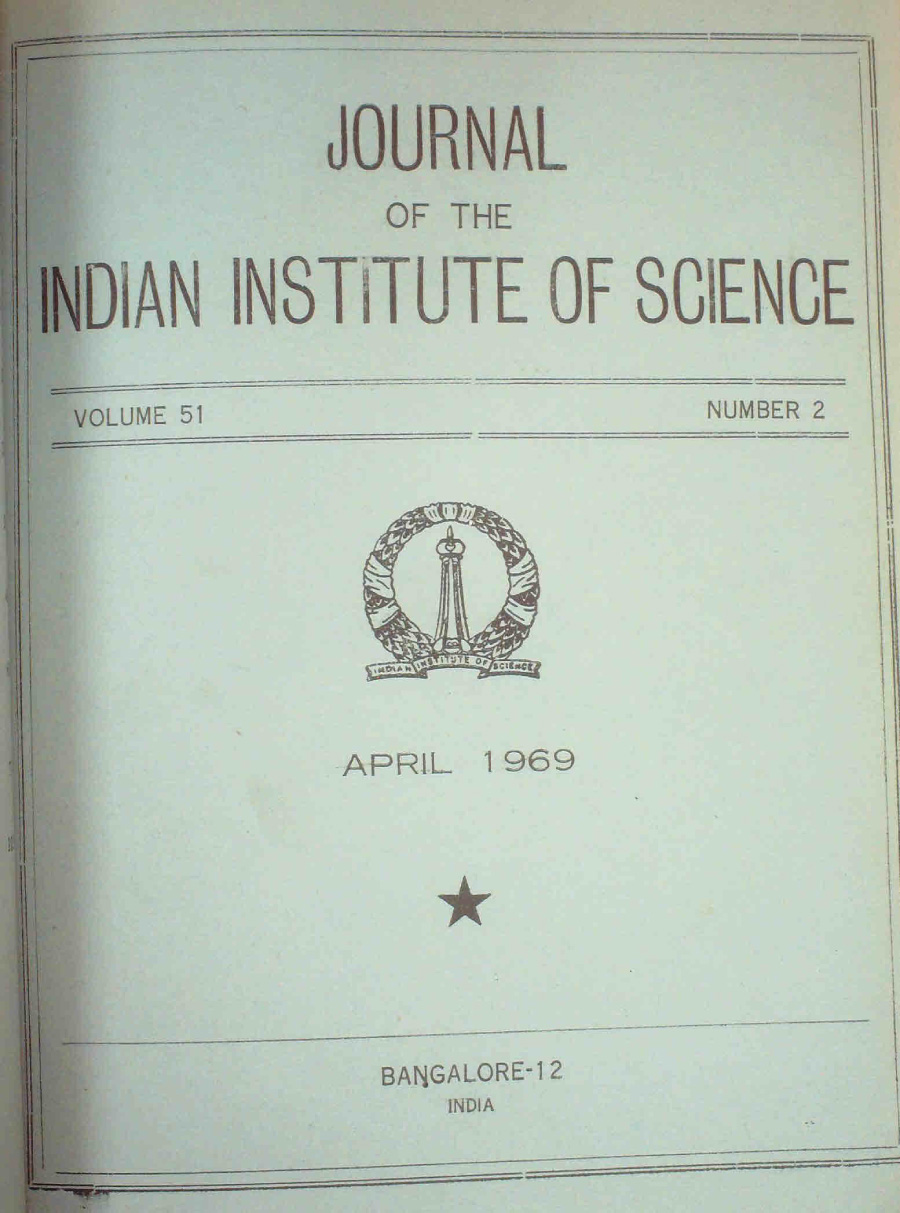 JOURNAL
OF THE
INDIAN INSTITUTE OF SCIENCE
VOLUME 51 NUMBER 2
INDIAN INSTITUTE OF SCIENCE
APRIL 1969
BANGALORE-12
INDIA